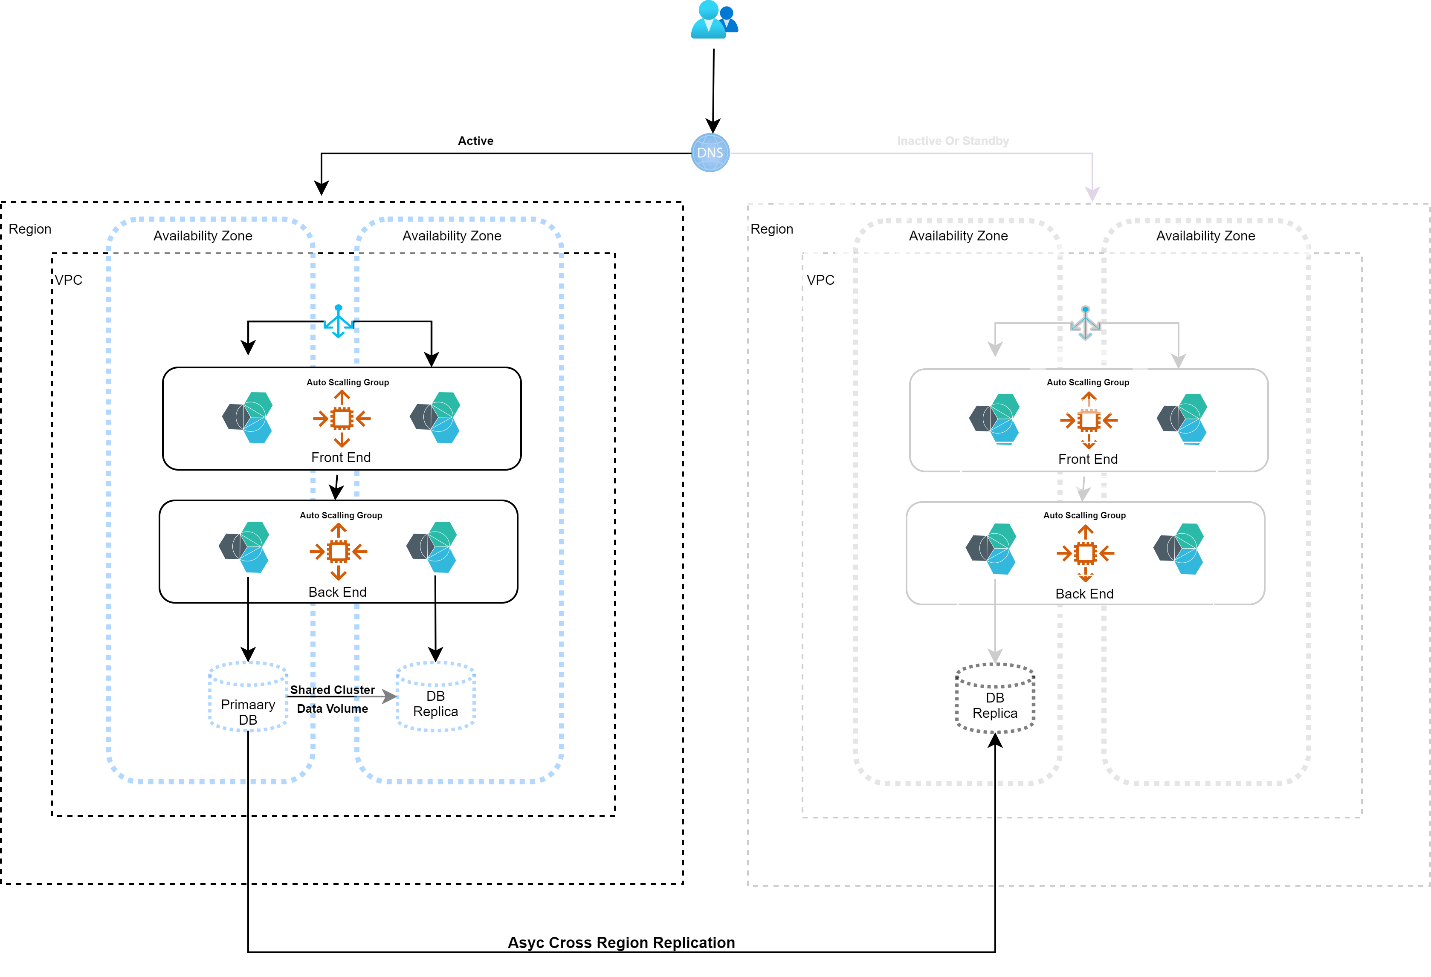 Active
Inactive Or Standby
DNS
Region
Availability Zone
Availability Zone
VPC
Auto Scalling Group
Front End
Auto Scalling Group
Back End
Primaary
DB
Shared Cluster
Data Volume
DB
Replica
Region
Availability Zone
Availability Zone
VPC
Auto Scalling Group
Front End
Auto Scalling Group
Back End
DB
Replica
Asyc Cross Region Replication